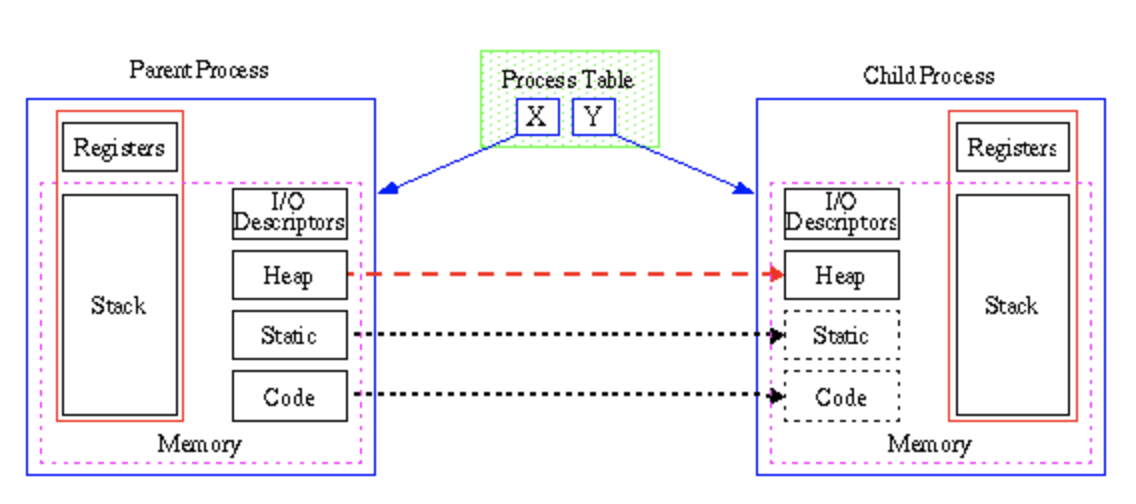 Parent Process
Process Table
Child Process
X
Y
Registers
Registers
I/O
Descriptors
I/O
Descriptors
Heap
Heap
Stack
Stack
Static
Static
Code
Code
Memory
Memory